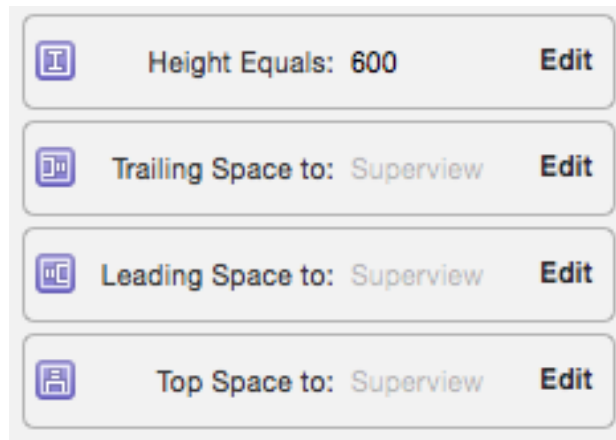 Height Equals: 600 Edit
Trailing Space to: Superview Edit
Leading Space to: Superview Edit
Top Space to: Superview Edit